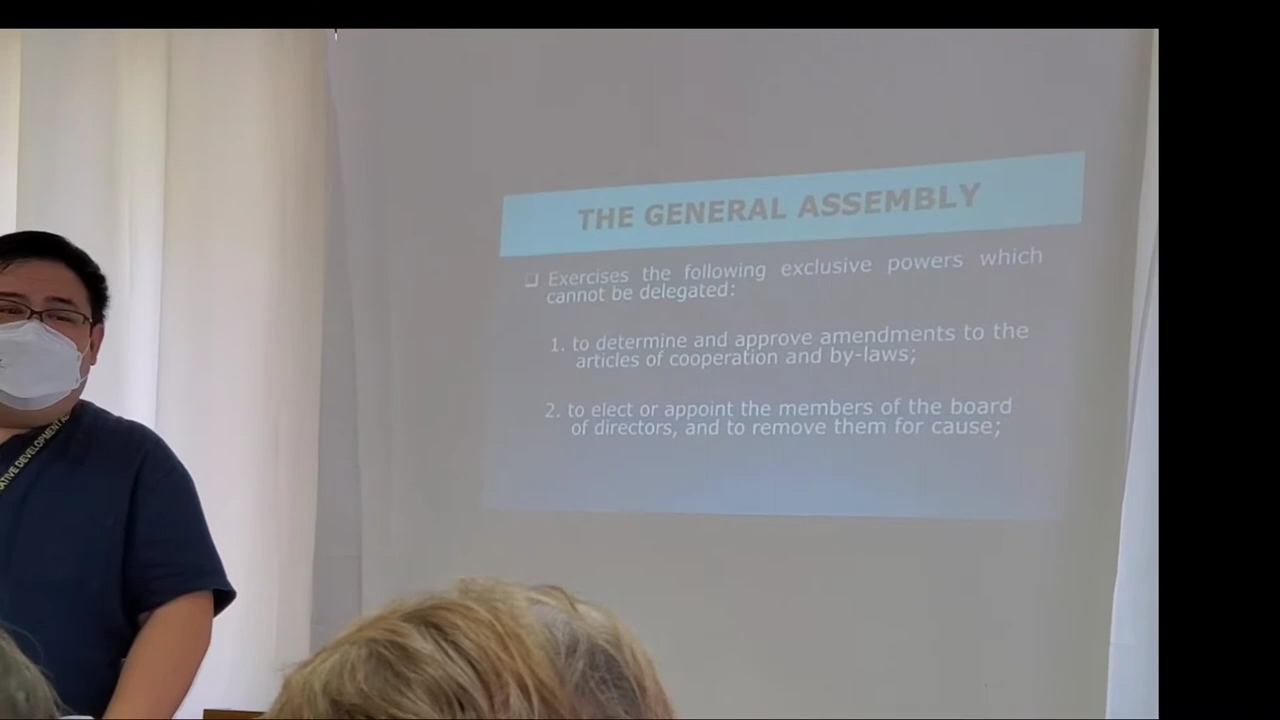 THE GENERAL ASSEMBLY
❑ Exercises the following exclusive powers which
cannot be delegated:
1. to determine and approve amendments to the
articles of cooperation and by-laws;
2. to elect or appoint the members of the board
of directors, and to remove them for cause;
ATIVE DEVELOPMENT